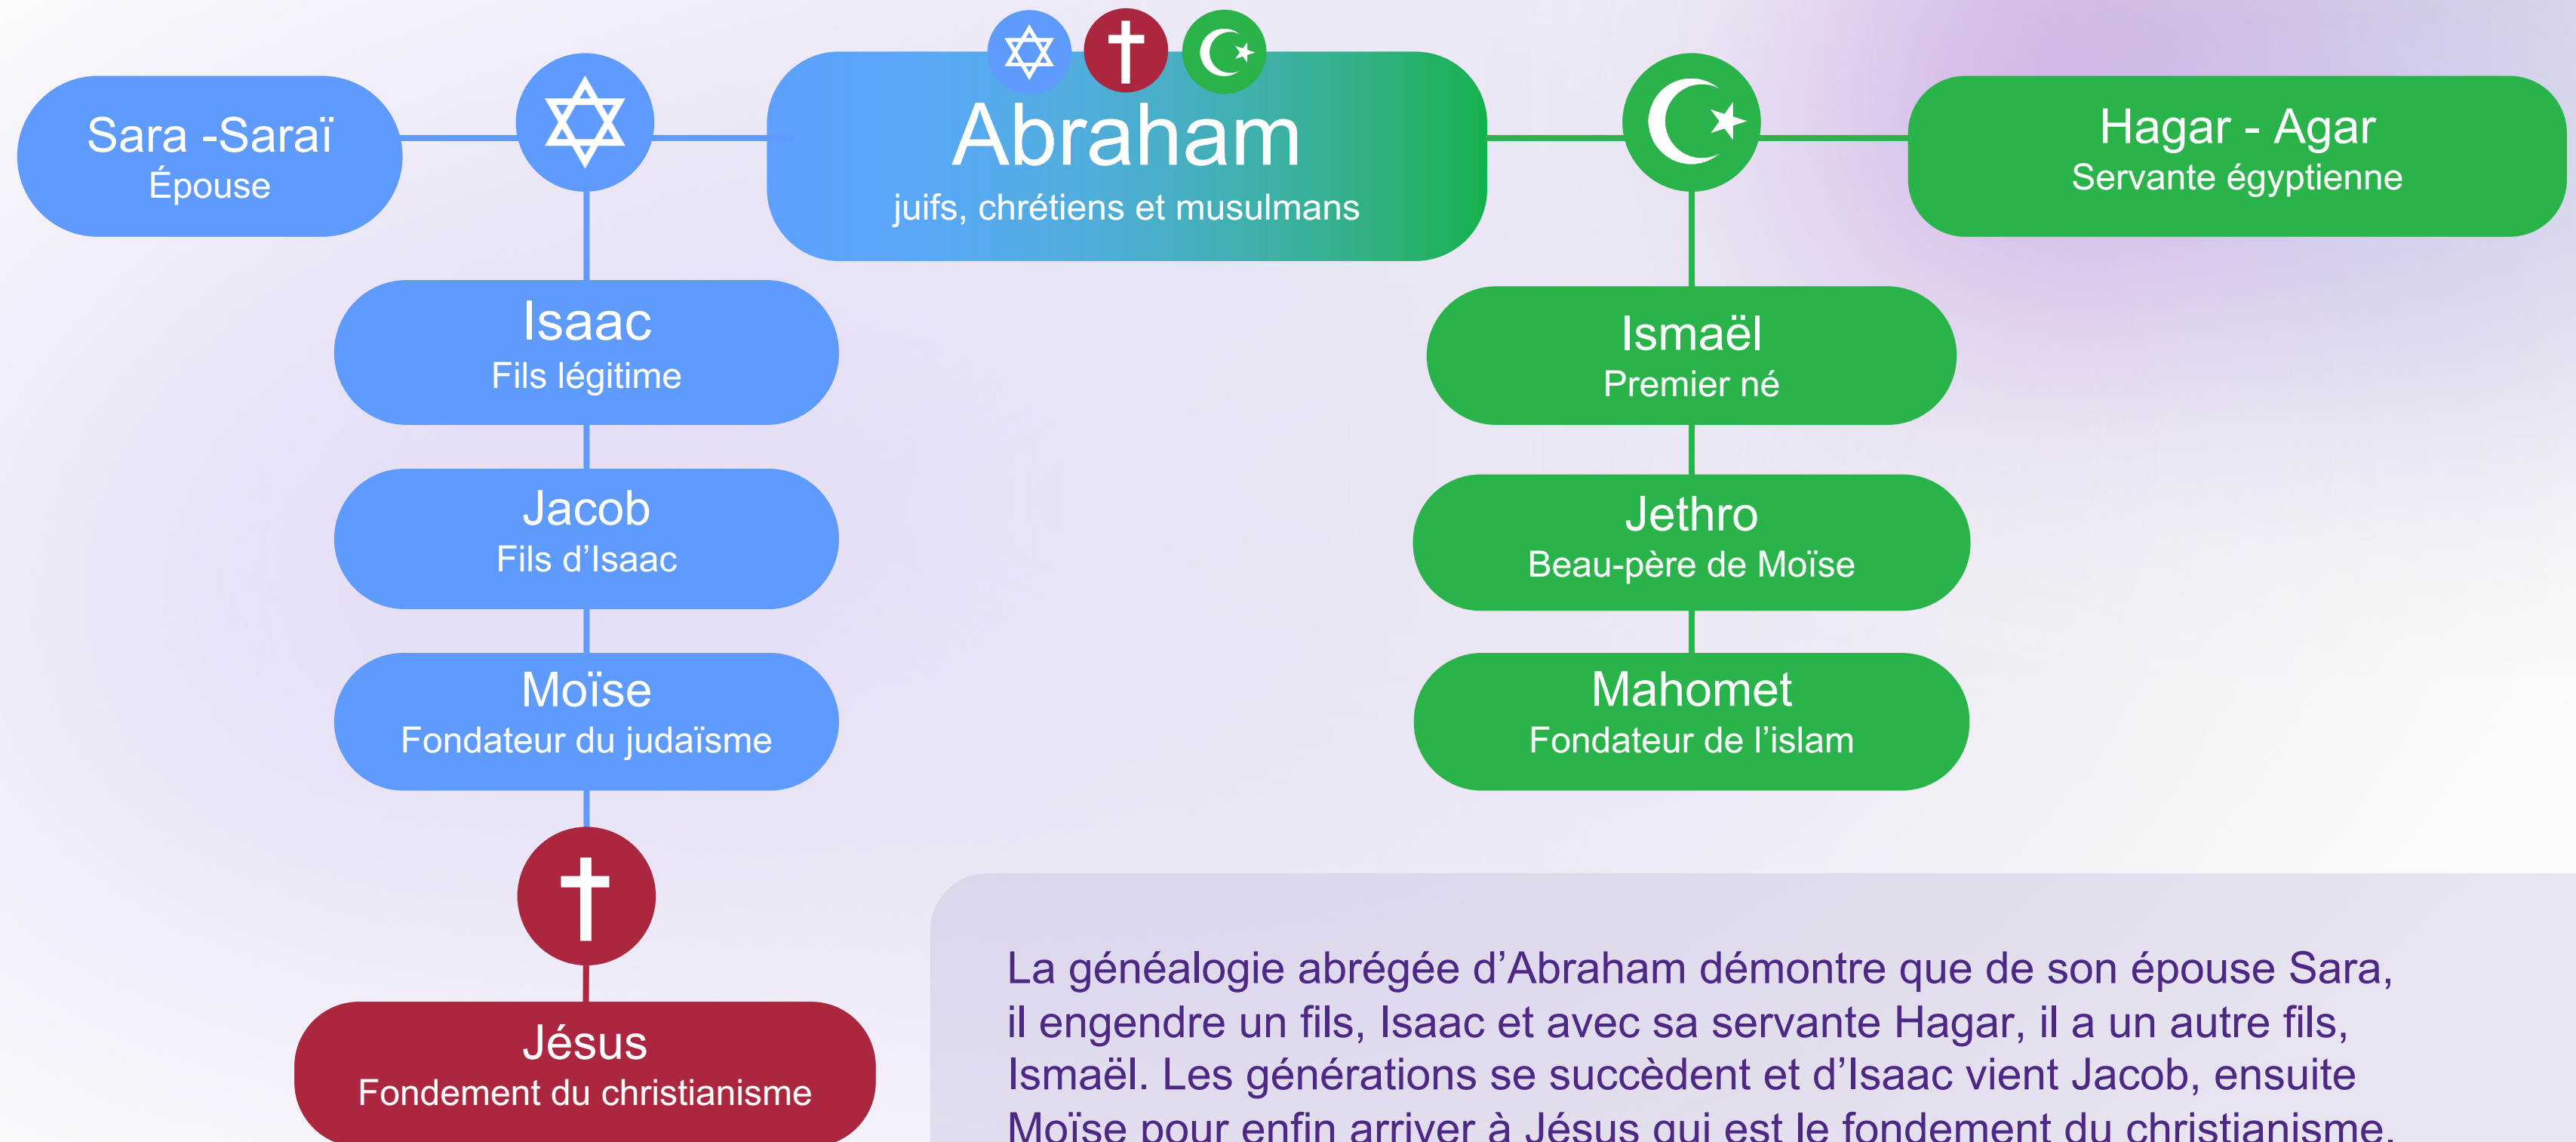 Sara -Saraï
Épouse
Abraham
juifs, chrétiens et musulmans
Hagar - Agar
Servante égyptienne
Isaac
Fils légitime
Ismaël
Premier né
Jacob
Fils d’Isaac
Jethro
Beau-père de Moïse
Moïse
Fondateur du judaïsme
Mahomet
Fondateur de l’islam
Jésus
Fondement du christianisme
La généalogie abrégée d’Abraham démontre que de son épouse Sara,
il engendre un fils, Isaac et avec sa servante Hagar, il a un autre fils,
Ismaël. Les générations se succèdent et d’Isaac vient Jacob, ensuite
Moïse pour enfin arriver à Jésus qui est le fondement du christianisme.